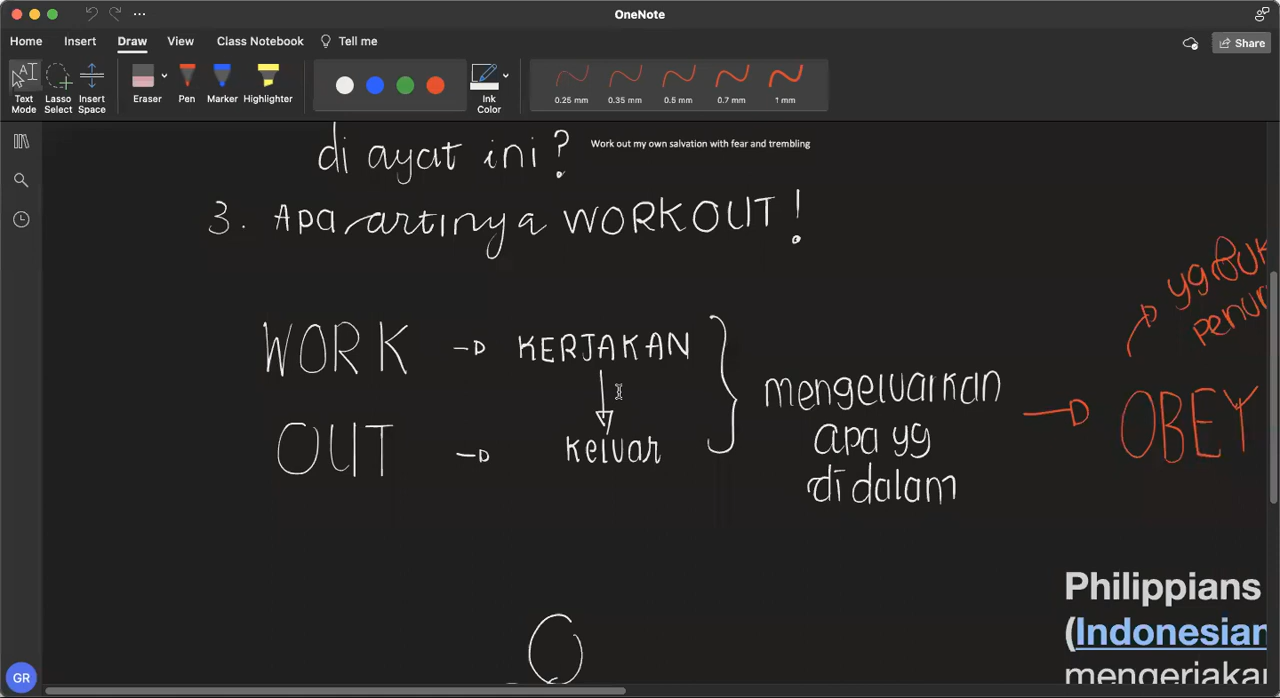 OneNote
Home Insert Draw View Class Notebook Tell me
Share
Text Mode
Lasso Select
Insert Space
Eraser
Pen
Marker
Highlighter
Ink Color
0.25 mm 0.35 mm 0.5 mm 0.7 mm 1 mm
di ayat ini?
Work out my own salvation with fear and trembling
3. Apa artinya WORKOUT!
WORK → KERJAKAN
OUT → Keluar
mengeluarkan
apa yg
didalam
→ OBEY
yg
Philippians
(Indonesian
mengerjakan
GR